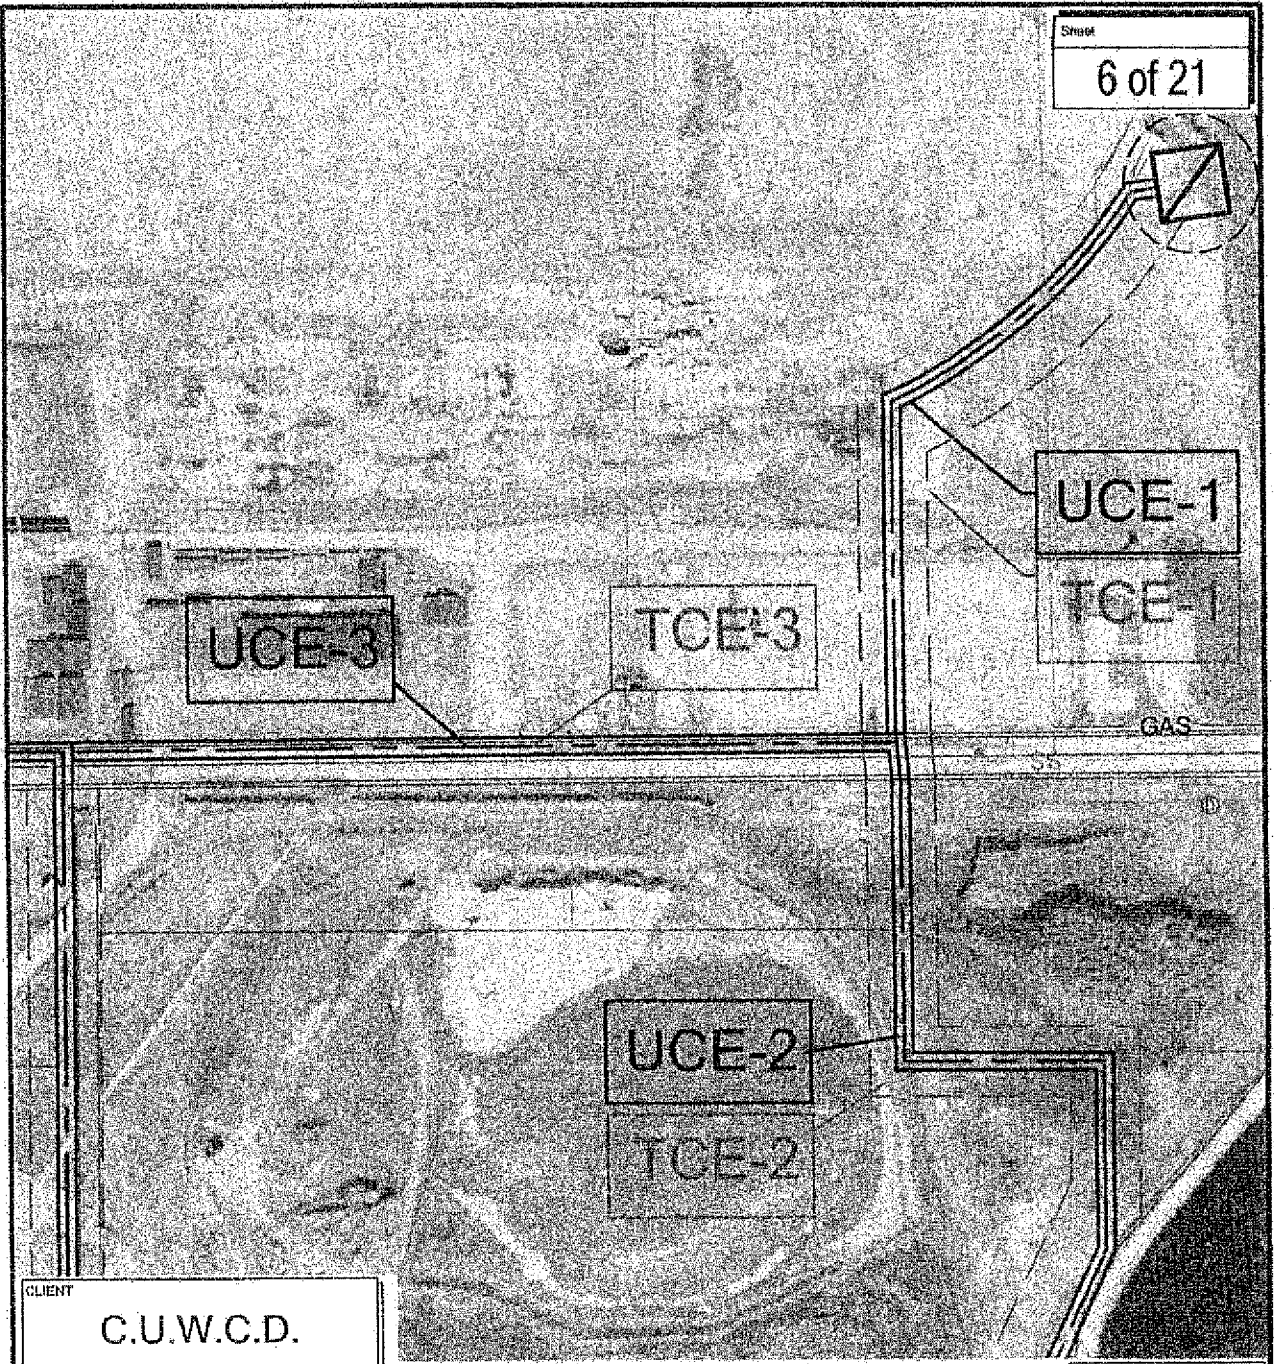 Sheet
6 of 21
UCE-1
TCE-1
UCE-3
TCE-3
GAS
SS
UCE-2
TCE-2
CLIENT
C.U.W.C.D.